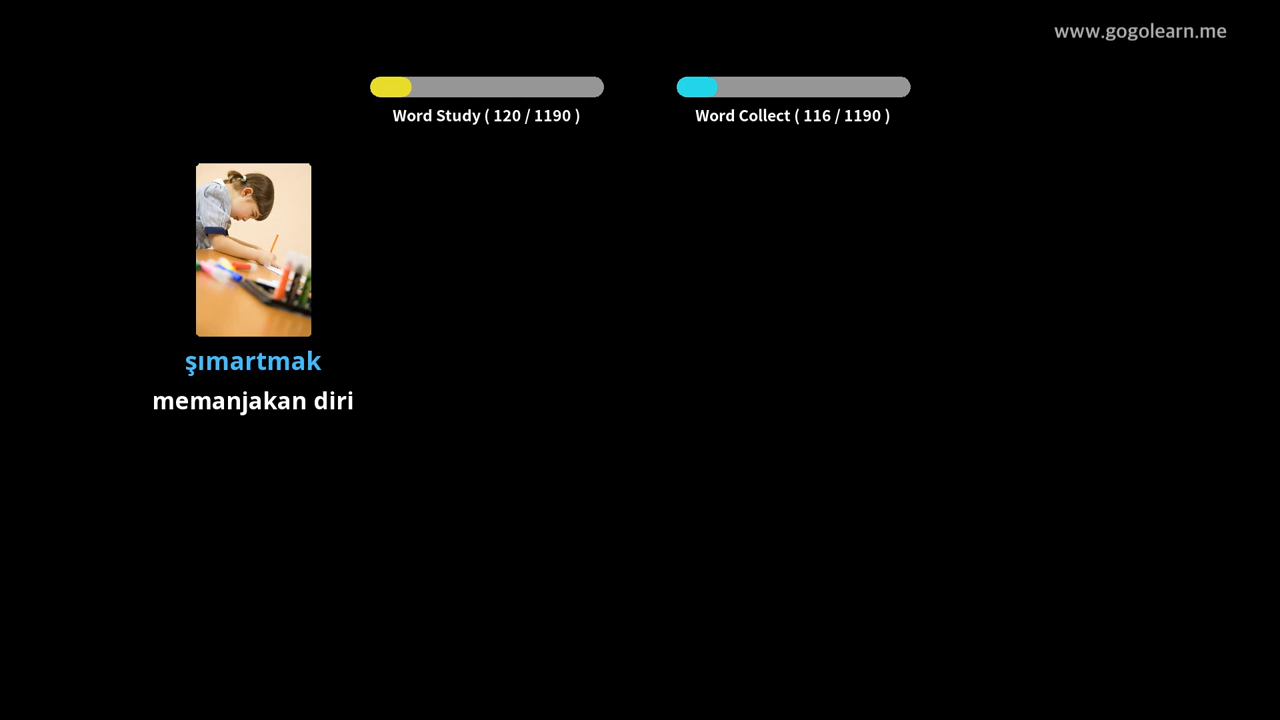 www.gogolearn.me
Word Study ( 120 / 1190 )
Word Collect ( 116 / 1190 )
şımartmak
memanjakan diri